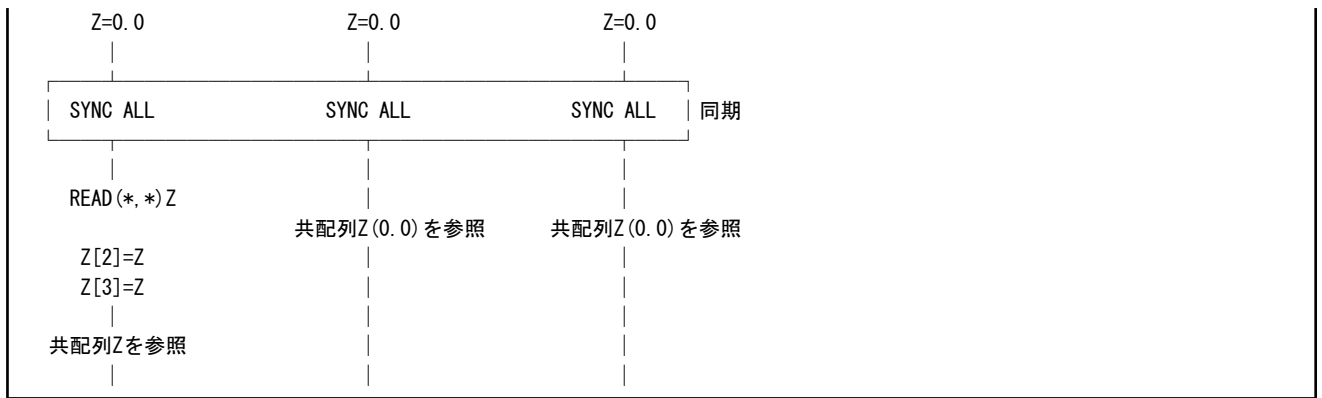 Z=0.0 Z=0.0 Z=0.0
SYNC ALL SYNC ALL SYNC ALL 同期
READ(*,*)Z
共配列Z(0.0)を参照 共配列Z(0.0)を参照
Z[2]=Z
Z[3]=Z
共配列Zを参照